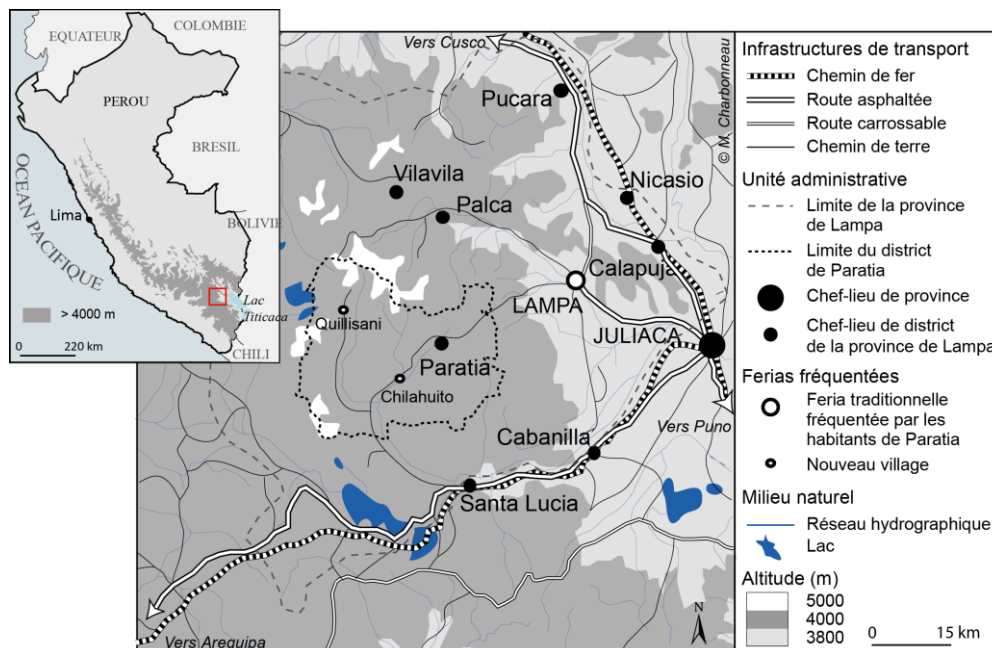 COLOMBIE
EQUATEUR
PEROU
BRESIL
OCEAN PACIFIQUE
Lima
BOLIVIE
Lac
Titicaca
> 4000 m
0 220 km
CHILI
Vers Cusco
Pucara
© M. Charbonneau
Vilavila
Nicasio
Palca
Calapuja
LAMPA
Quillisani
JULIACA
Paratia
Chilahuito
Vers Puno
Cabanilla
Santa Lucia
Vers Arequipa
N
Infrastructures de transport
Chemin de fer
Route asphaltée
Route carrossable
Chemin de terre
Unité administrative
Limite de la province
de Lampa
Limite du district
de Paratia
Chef-lieu de province
Chef-lieu de district
de la province de Lampa
Ferias fréquentées
Feria traditionnelle
fréquentée par les
habitants de Paratia
Nouveau village
Milieu naturel
Réseau hydrographique
Lac
Altitude (m)
5000
4000
3800
0 15 km